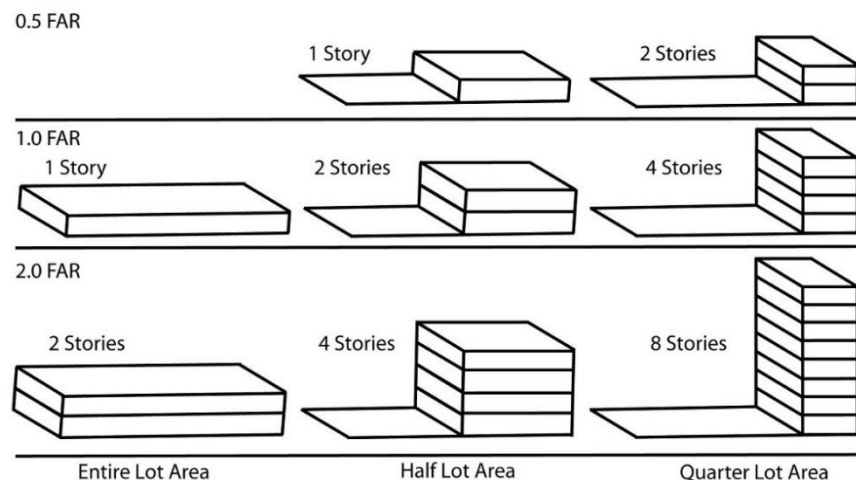 0.5 FAR
1 Story
2 Stories
1.0 FAR
1 Story
2 Stories
4 Stories
2.0 FAR
2 Stories
4 Stories
8 Stories
Entire Lot Area
Half Lot Area
Quarter Lot Area